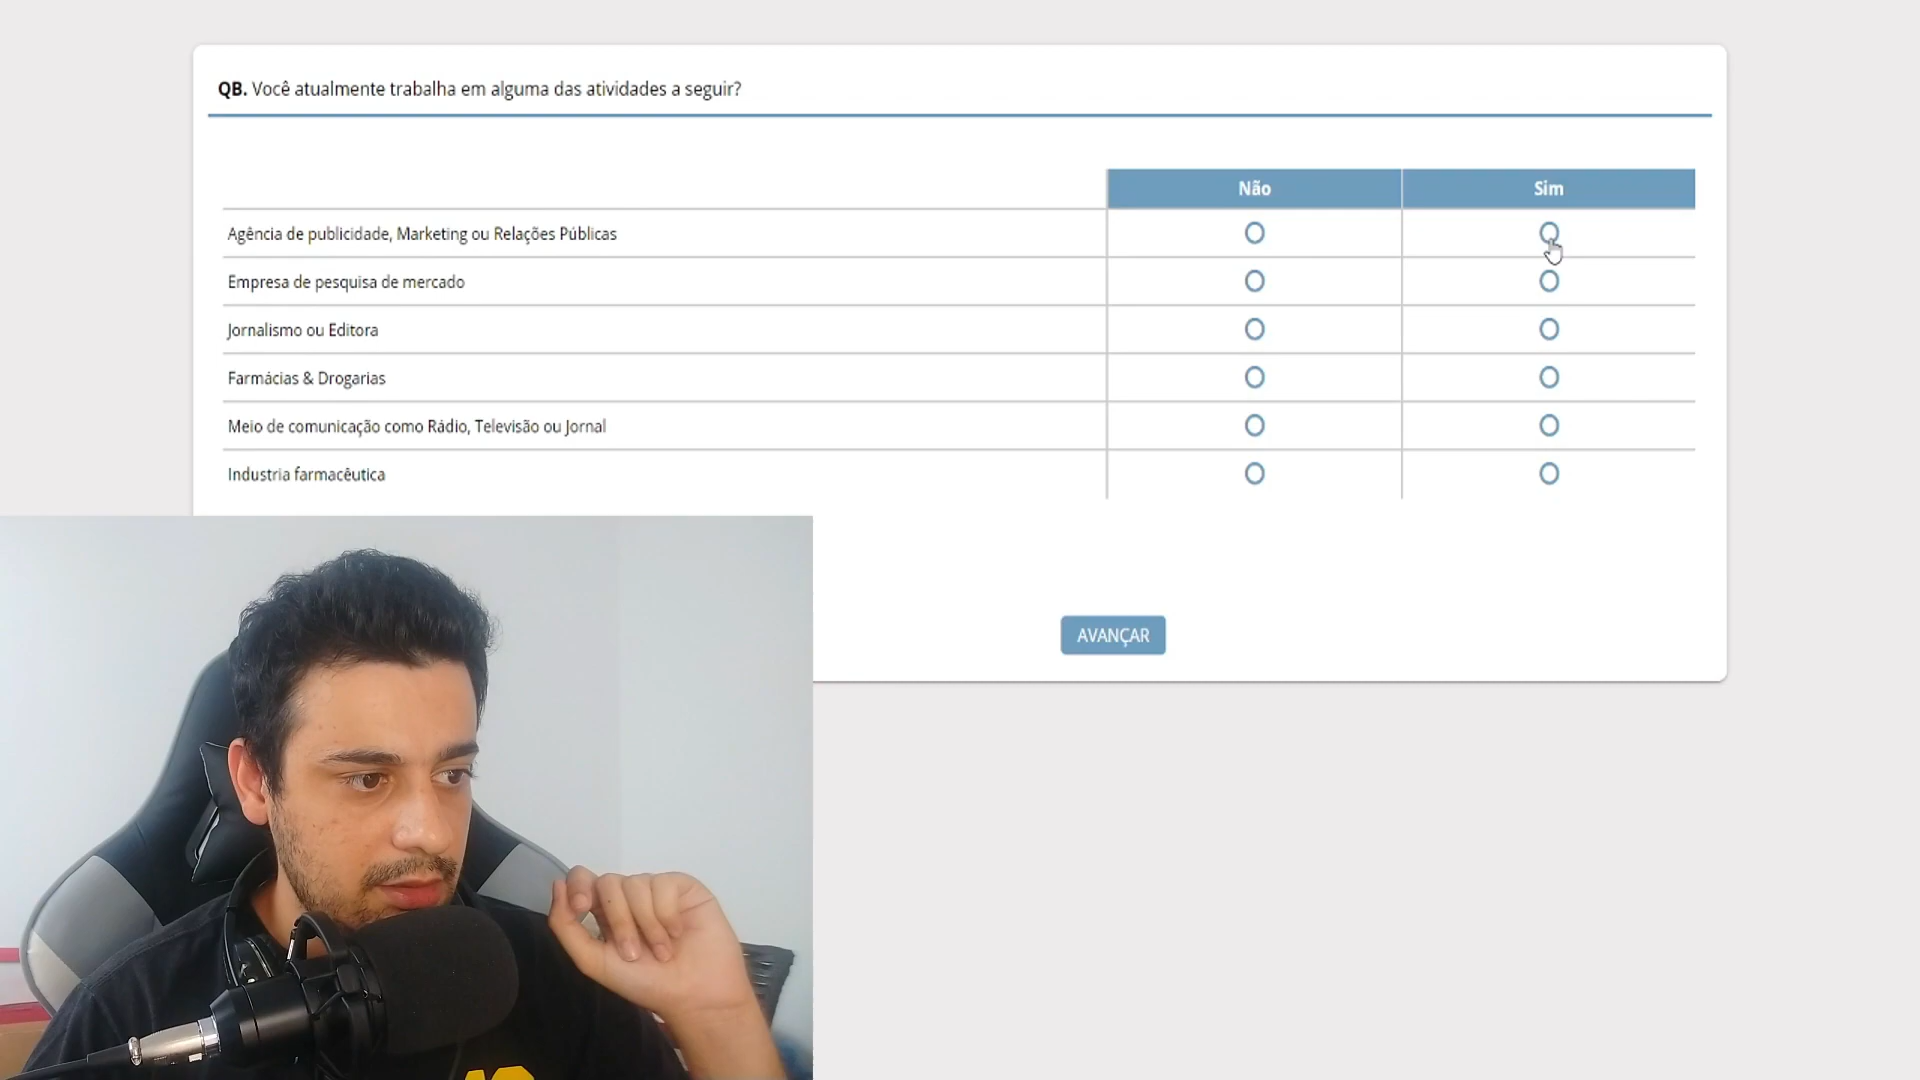 QB. Você atualmente trabalha em alguma das atividades a seguir?
Não Sim
Agência de publicidade, Marketing ou Relações Públicas
Empresa de pesquisa de mercado
Jornalismo ou Editora
Farmácias & Drogarias
Meio de comunicação como Rádio, Televisão ou Jornal
Industria farmacêutica
AVANÇAR